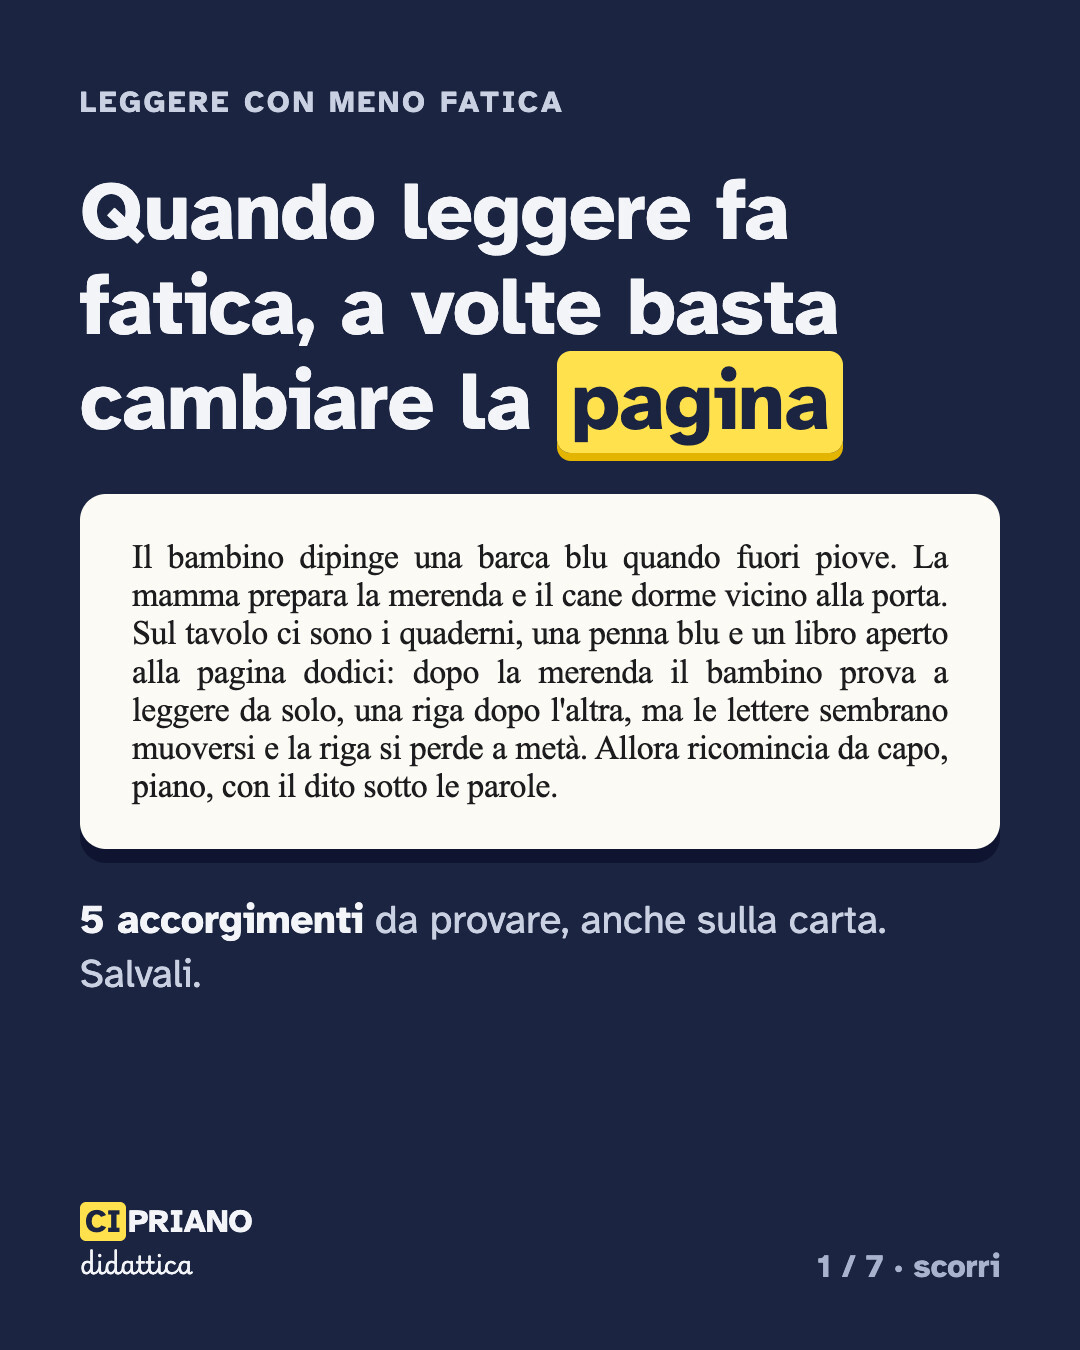 LEGGERE CON MENO FATICA
Quando leggere fa
fatica, a volte basta
cambiare la pagina
Il bambino dipinge una barca blu quando fuori piove. La
mamma prepara la merenda e il cane dorme vicino alla porta.
Sul tavolo ci sono i quaderni, una penna blu e un libro aperto
alla pagina dodici: dopo la merenda il bambino prova a
leggere da solo, una riga dopo l'altra, ma le lettere sembrano
muoversi e la riga si perde a metà. Allora ricomincia da capo,
piano, con il dito sotto le parole.
5 accorgimenti da provare, anche sulla carta.
Salvali.
CIPRIANO
didattica
1 / 7 · scorri